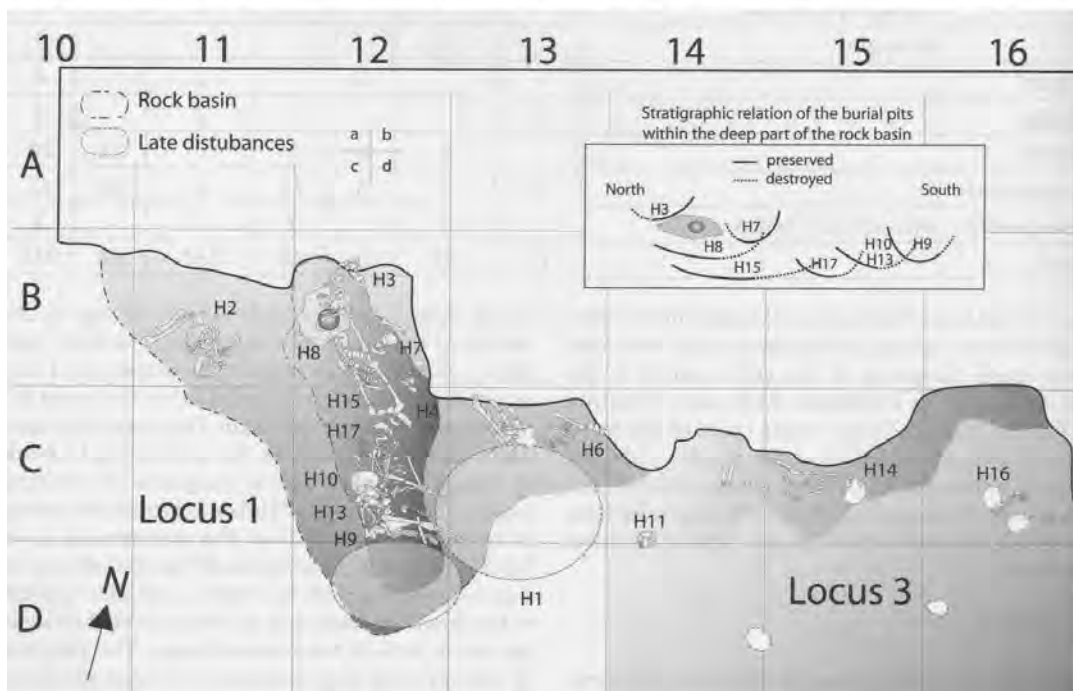 10 11 12 13 14 15 16
Rock basin
Late distubances
a b
c d
Stratigraphic relation of the burial pits
within the deep part of the rock basin
preserved
destroyed
North
South
H3
H7
H8
H10
H9
H13
H15
H17
A
B
C
D
H3
H2
H7
H8
H15
H4
H17
H6
H10
H14
H16
Locus 1
H13
H11
H9
H1
Locus 3
N